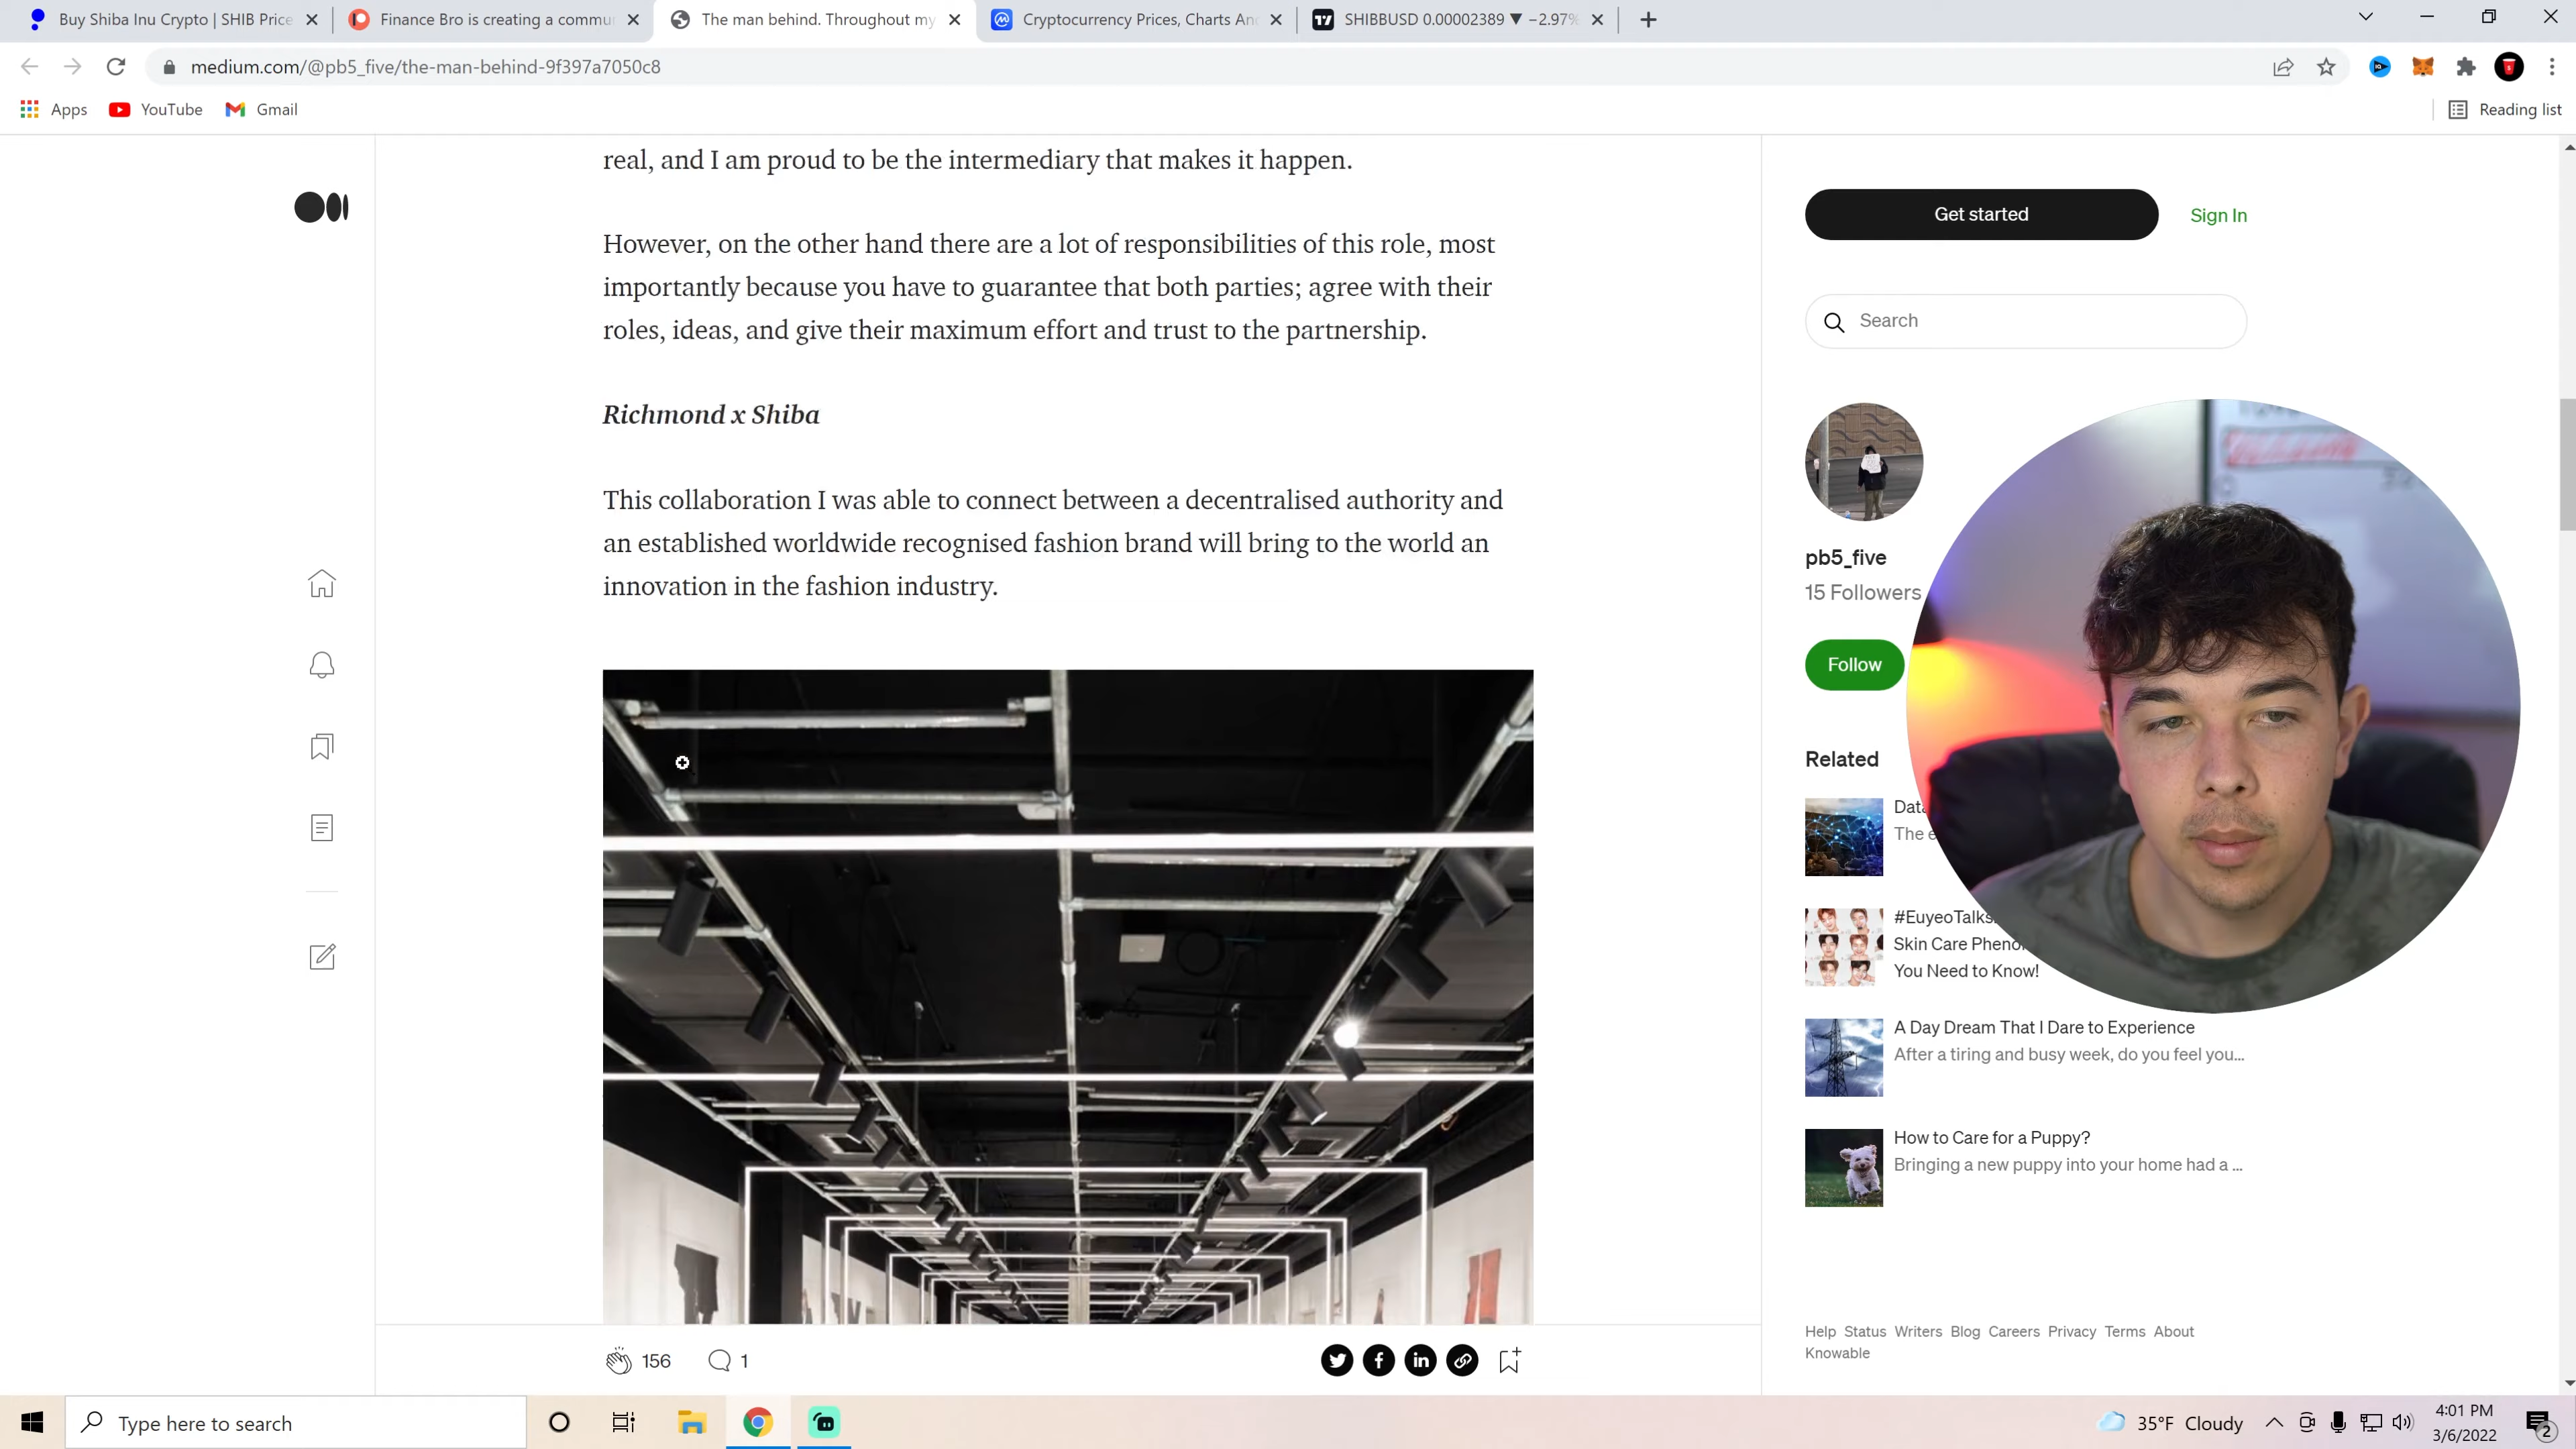 Buy Shiba Inu Crypto | SHIB Price
Finance Bro is creating a commu
The man behind. Throughout my
Cryptocurrency Prices, Charts An
SHIBBUSD 0.00002389 ▼ −2.97%
medium.com/@pb5_five/the-man-behind-9f397a7050c8
Apps
YouTube
Gmail
Reading list
real, and I am proud to be the intermediary that makes it happen.
However, on the other hand there are a lot of responsibilities of this role, most
importantly because you have to guarantee that both parties; agree with their
roles, ideas, and give their maximum effort and trust to the partnership.
Richmond x Shiba
This collaboration I was able to connect between a decentralised authority and
an established worldwide recognised fashion brand will bring to the world an
innovation in the fashion industry.
156
1
Get started
Sign In
Search
pb5_five
15 Followers
Follow
Related
Data
The e
#EuyeoTalks
Skin Care Pheno
You Need to Know!
A Day Dream That I Dare to Experience
After a tiring and busy week, do you feel you...
How to Care for a Puppy?
Bringing a new puppy into your home had a ...
Help Status Writers Blog Careers Privacy Terms About
Knowable
Type here to search
35°F Cloudy
4:01 PM
3/6/2022
2